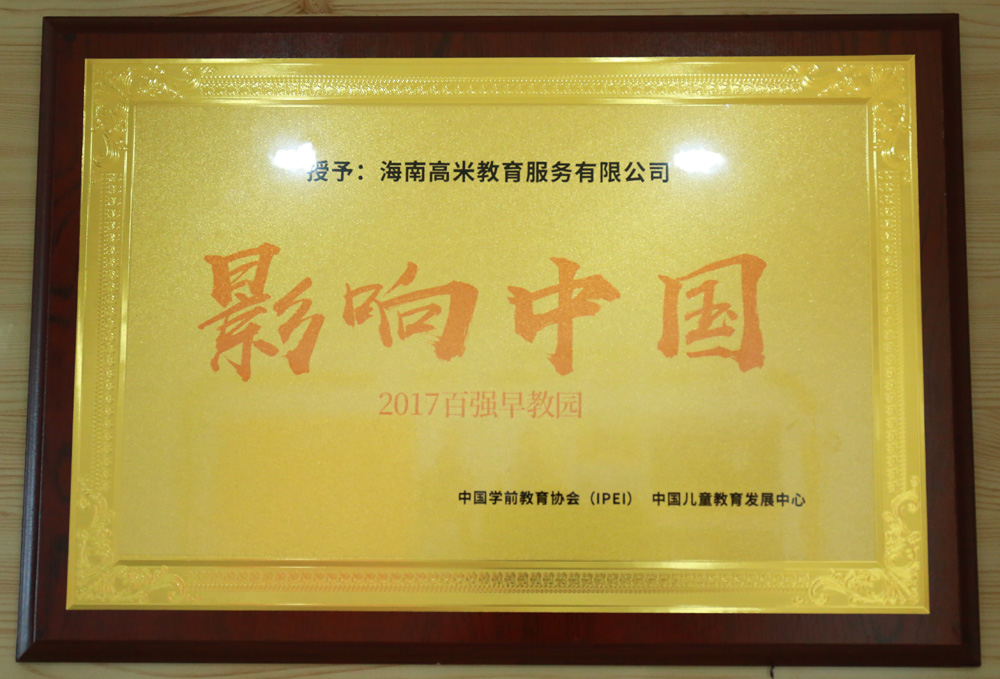 授予：海南高米教育服务有限公司
影响中国
2017百强早教园
中国学前教育协会（IPEI） 中国儿童教育发展中心